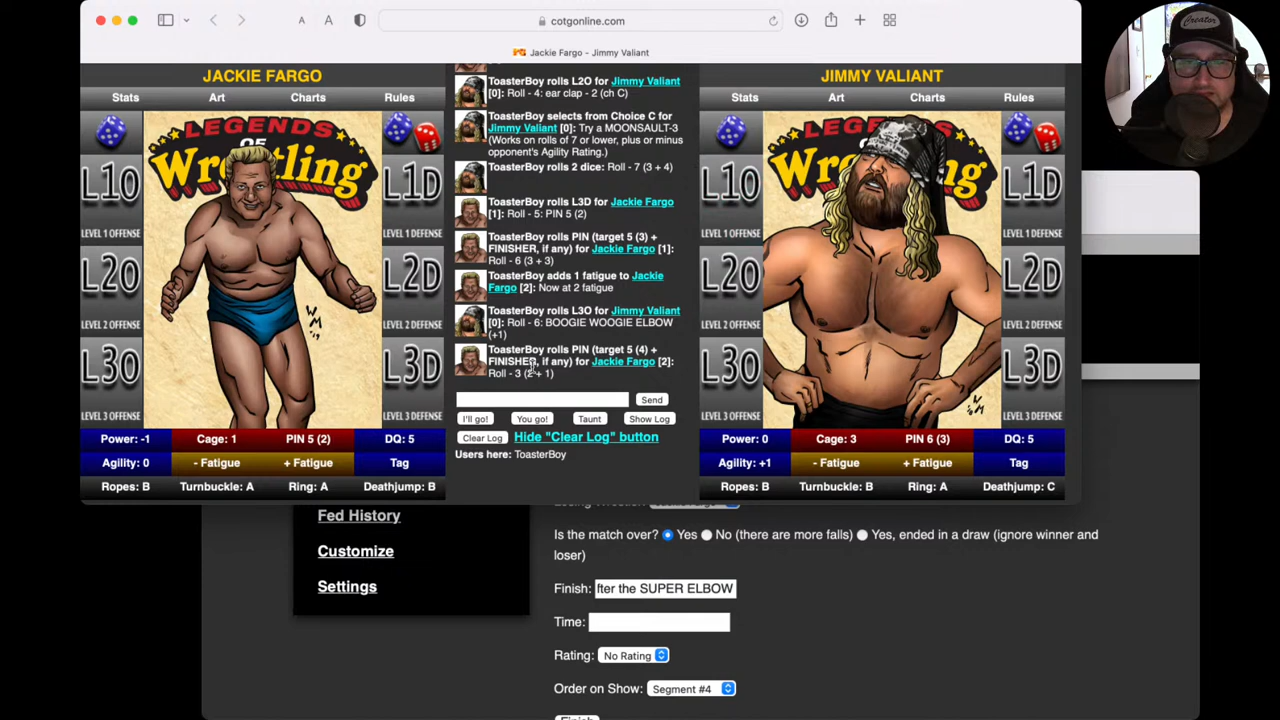 Creator
cotgonline.com
A A
Jackie Fargo - Jimmy Valiant
JACKIE FARGO
Stats Art Charts Rules
LEGENDS
OF
Wrestling
L1O L1D
LEVEL 1 OFFENSE LEVEL 1 DEFENSE
L2O L2D
LEVEL 2 OFFENSE LEVEL 2 DEFENSE
L3O L3D
LEVEL 3 OFFENSE LEVEL 3 DEFENSE
Power: -1 Cage: 1 PIN 5 (2) DQ: 5
Agility: 0 - Fatigue + Fatigue Tag
Ropes: B Turnbuckle: A Ring: A Deathjump: B
ToasterBoy rolls L2O for Jimmy Valiant
[0]: Roll - 4: ear clap - 2 (ch C)
ToasterBoy selects from Choice C for
Jimmy Valiant [0]: Try a MOONSAULT-3
(Works on rolls of 7 or lower, plus or minus
opponent's Agility Rating.)
ToasterBoy rolls 2 dice: Roll - 7 (3 + 4)
ToasterBoy rolls L3D for Jackie Fargo
[1]: Roll - 5: PIN 5 (2)
ToasterBoy rolls PIN (target 5 (3) +
FINISHER, if any) for Jackie Fargo [1]:
Roll - 6 (3 + 3)
ToasterBoy adds 1 fatigue to Jackie
Fargo [2]: Now at 2 fatigue
ToasterBoy rolls L3O for Jimmy Valiant
[0]: Roll - 6: BOOGIE WOOGIE ELBOW
(+1)
ToasterBoy rolls PIN (target 5 (4) +
FINISHER, if any) for Jackie Fargo [2]:
Roll - 3 (2 + 1)
Send
I'll go! You go! Taunt Show Log
Clear Log Hide "Clear Log" button
Users here: ToasterBoy
JIMMY VALIANT
Stats Art Charts Rules
LEGENDS
Wrestling
L1O L1D
LEVEL 1 OFFENSE LEVEL 1 DEFENSE
L2O L2D
LEVEL 2 OFFENSE LEVEL 2 DEFENSE
L3O L3D
LEVEL 3 OFFENSE LEVEL 3 DEFENSE
Power: 0 Cage: 3 PIN 6 (3) DQ: 5
Agility: +1 - Fatigue + Fatigue Tag
Ropes: B Turnbuckle: B Ring: A Deathjump: C
Fed History
Customize
Settings
Is the match over? Yes No (there are more falls) Yes, ended in a draw (ignore winner and
loser)
Finish: fter the SUPER ELBOW
Time:
Rating: No Rating
Order on Show: Segment #4
Finish